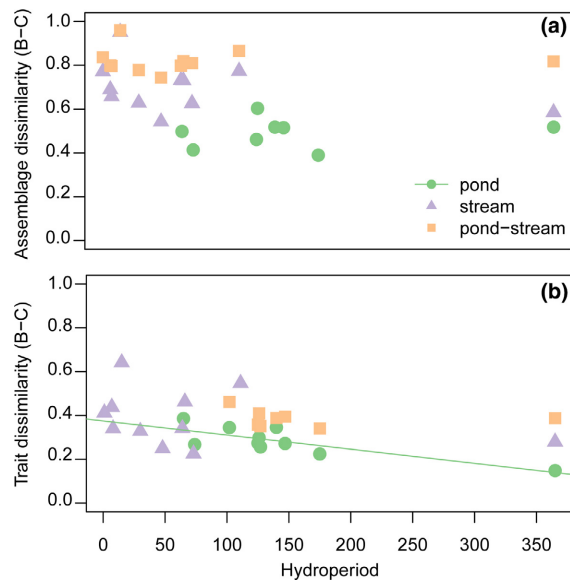 (a)
Assemblage dissimilarity (B−C)
1.0
0.8
0.6
0.4
0.2
0.0
pond
stream
pond−stream
(b)
Trait dissimilarity (B−C)
1.0
0.8
0.6
0.4
0.2
0.0
0 50 100 150 200 250 300 350
Hydroperiod